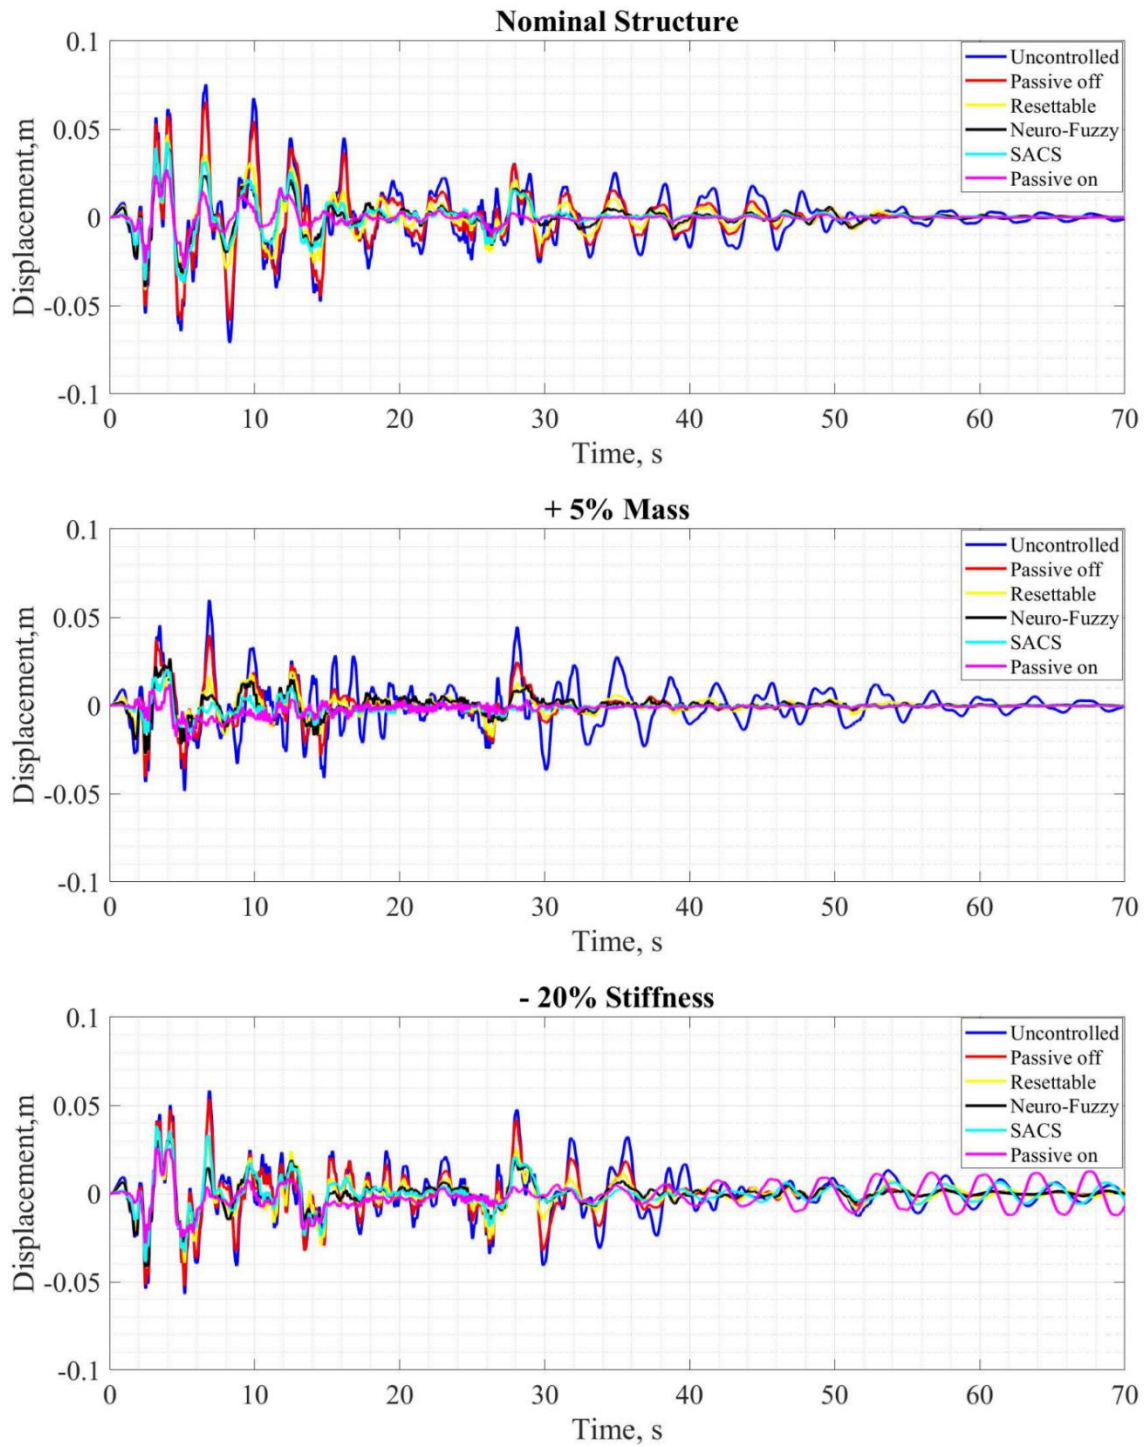 Nominal Structure
0.1
0.05
0
-0.05
-0.1
Displacement,m
Uncontrolled
Passive off
Resettable
Neuro-Fuzzy
SACS
Passive on
0 10 20 30 40 50 60 70
Time, s
+ 5% Mass
0.1
0.05
0
-0.05
-0.1
Displacement,m
Uncontrolled
Passive off
Resettable
Neuro-Fuzzy
SACS
Passive on
0 10 20 30 40 50 60 70
Time, s
- 20% Stiffness
0.1
0.05
0
-0.05
-0.1
Displacement,m
Uncontrolled
Passive off
Resettable
Neuro-Fuzzy
SACS
Passive on
0 10 20 30 40 50 60 70
Time, s